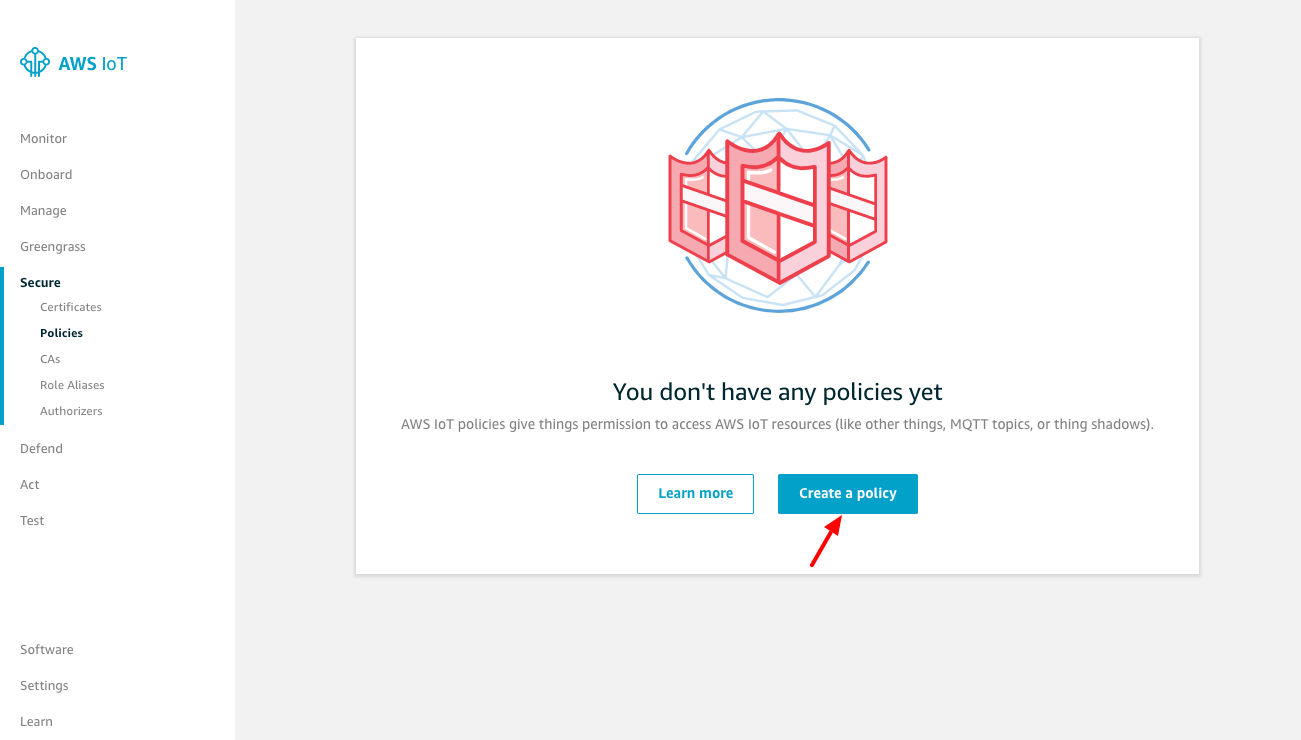 AWS IoT
Monitor
Onboard
Manage
Greengrass
Secure
Certificates
Policies
CAs
Role Aliases
Authorizers
Defend
Act
Test
Software
Settings
Learn
You don't have any policies yet
AWS IoT policies give things permission to access AWS IoT resources (like other things, MQTT topics, or thing shadows).
Learn more
Create a policy